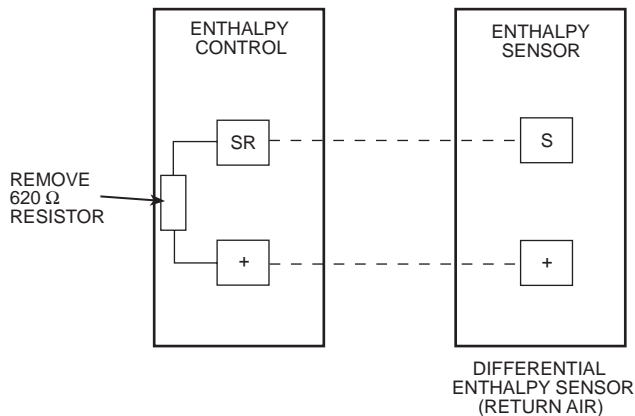 ENTHALPY
CONTROL
ENTHALPY
SENSOR
SR
S
REMOVE
620 Ω
RESISTOR
+
+
DIFFERENTIAL
ENTHALPY SENSOR
(RETURN AIR)